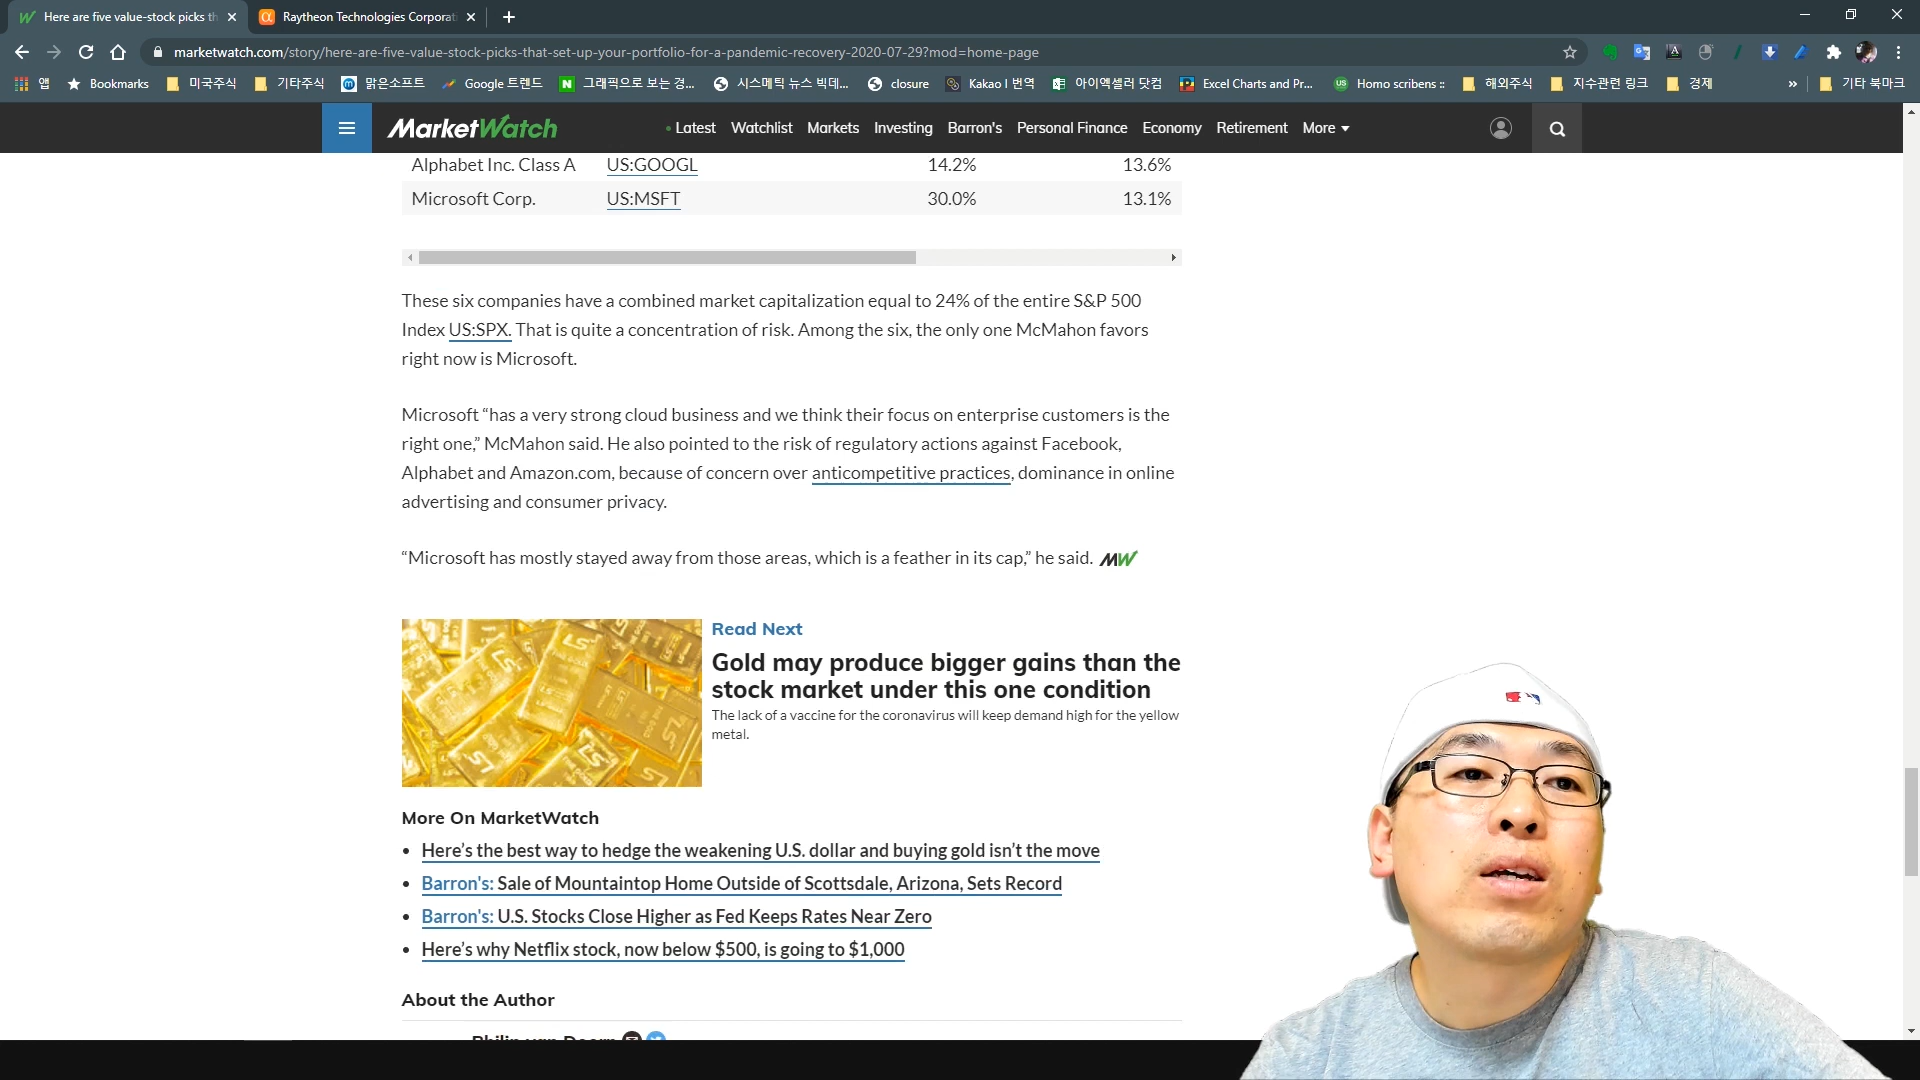 Here are five value-stock picks th
Raytheon Technologies Corporati
marketwatch.com/story/here-are-five-value-stock-picks-that-set-up-your-portfolio-for-a-pandemic-recovery-2020-07-29?mod=home-page
앱 Bookmarks 미국주식 기타주식 맑은소프트 Google 트렌드 그래픽으로 보는 경... 시스메틱 뉴스 빅데... closure Kakao I 번역 아이엑셀러 닷컴 Excel Charts and Pr... Homo scribens :: 해외주식 지수관련 링크 경제 » 기타 북마크
MarketWatch Latest Watchlist Markets Investing Barron's Personal Finance Economy Retirement More
Alphabet Inc. Class A US:GOOGL 14.2% 13.6%
Microsoft Corp. US:MSFT 30.0% 13.1%
These six companies have a combined market capitalization equal to 24% of the entire S&P 500
Index US:SPX. That is quite a concentration of risk. Among the six, the only one McMahon favors
right now is Microsoft.
Microsoft “has a very strong cloud business and we think their focus on enterprise customers is the
right one,” McMahon said. He also pointed to the risk of regulatory actions against Facebook,
Alphabet and Amazon.com, because of concern over anticompetitive practices, dominance in online
advertising and consumer privacy.
“Microsoft has mostly stayed away from those areas, which is a feather in its cap,” he said. MW
Read Next
Gold may produce bigger gains than the
stock market under this one condition
The lack of a vaccine for the coronavirus will keep demand high for the yellow
metal.
More On MarketWatch
• Here’s the best way to hedge the weakening U.S. dollar and buying gold isn’t the move
• Barron's: Sale of Mountaintop Home Outside of Scottsdale, Arizona, Sets Record
• Barron's: U.S. Stocks Close Higher as Fed Keeps Rates Near Zero
• Here’s why Netflix stock, now below $500, is going to $1,000
About the Author
Philip van Doorn